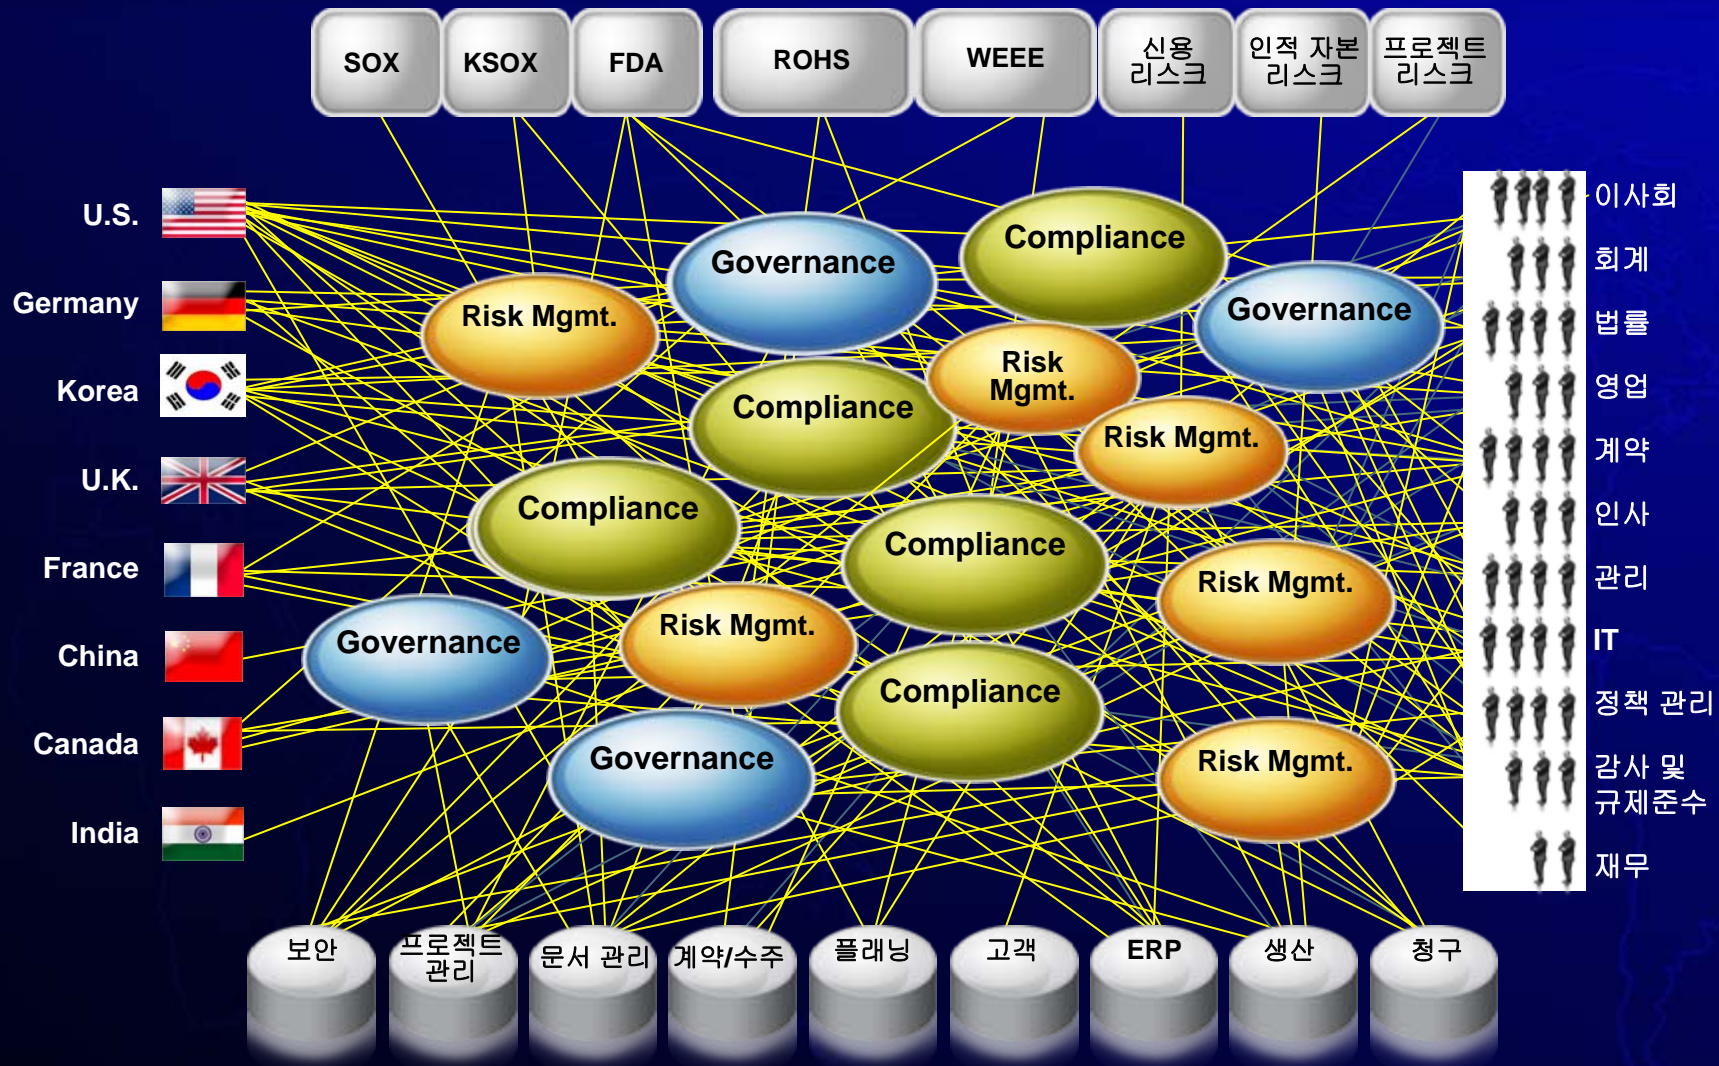 SOX
KSOX
FDA
ROHS
WEEE
신용
리스크
인적 자본
리스크
프로젝트
리스크
U.S.
Germany
Korea
U.K.
France
China
Canada
India
Governance
Compliance
Risk Mgmt.
Governance
Risk
Mgmt.
Compliance
Risk Mgmt.
Compliance
Compliance
Risk Mgmt.
Governance
Risk Mgmt.
Compliance
Governance
Risk Mgmt.
이사회
회계
법률
영업
계약
인사
관리
IT
정책 관리
감사 및
규제준수
재무
보안
프로젝트
관리
문서 관리
계약/수주
플래닝
고객
ERP
생산
청구